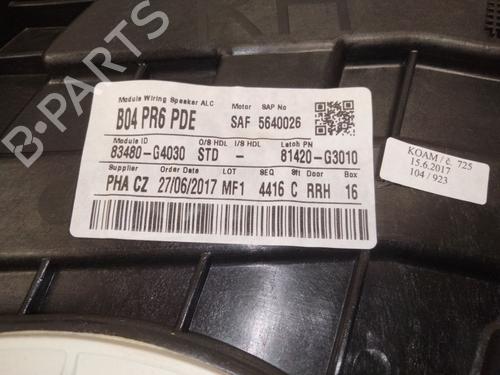 Module Wiring Speaker ALC Motor SAP No
B04 PR6 PDE SAF 5640026
Module ID O/S HDL I/S HDL Latch PN
83480-G4030 STD - 81420-G3010
Supplier Order Date LOT SEQ Sft Door Box
PHA CZ 27/06/2017 MF1 4416 C RRH 16
KOAM / č. 725
15.6.2017
104 / 923
B-PARTS